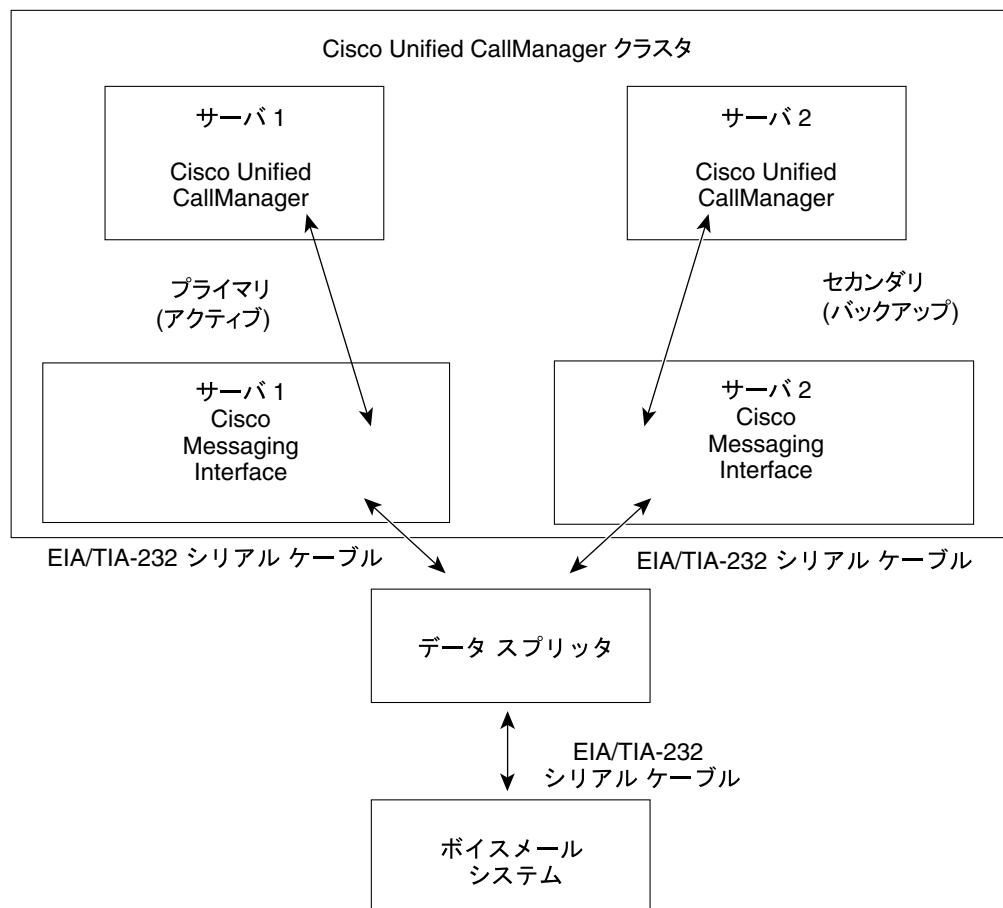 Cisco Unified CallManager クラスタ
サーバ 1
Cisco Unified
CallManager
サーバ 2
Cisco Unified
CallManager
プライマリ
(アクティブ)
セカンダリ
(バックアップ)
サーバ 1
Cisco
Messaging
Interface
サーバ 2
Cisco
Messaging
Interface
EIA/TIA-232 シリアル ケーブル
EIA/TIA-232 シリアル ケーブル
データ スプリッタ
EIA/TIA-232
シリアル ケーブル
ボイスメール
システム